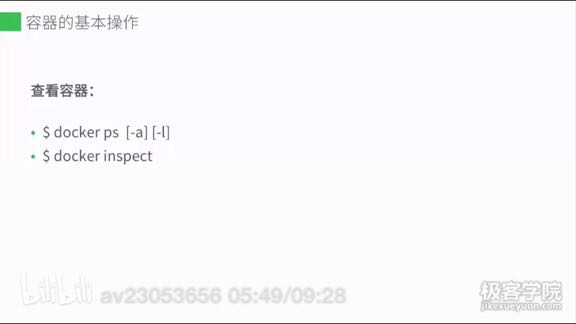 容器的基本操作
查看容器：
• $ docker ps [-a] [-l]
• $ docker inspect
bilibili av23053656 05:49/09:28
极客学院
jikexueyuan.com